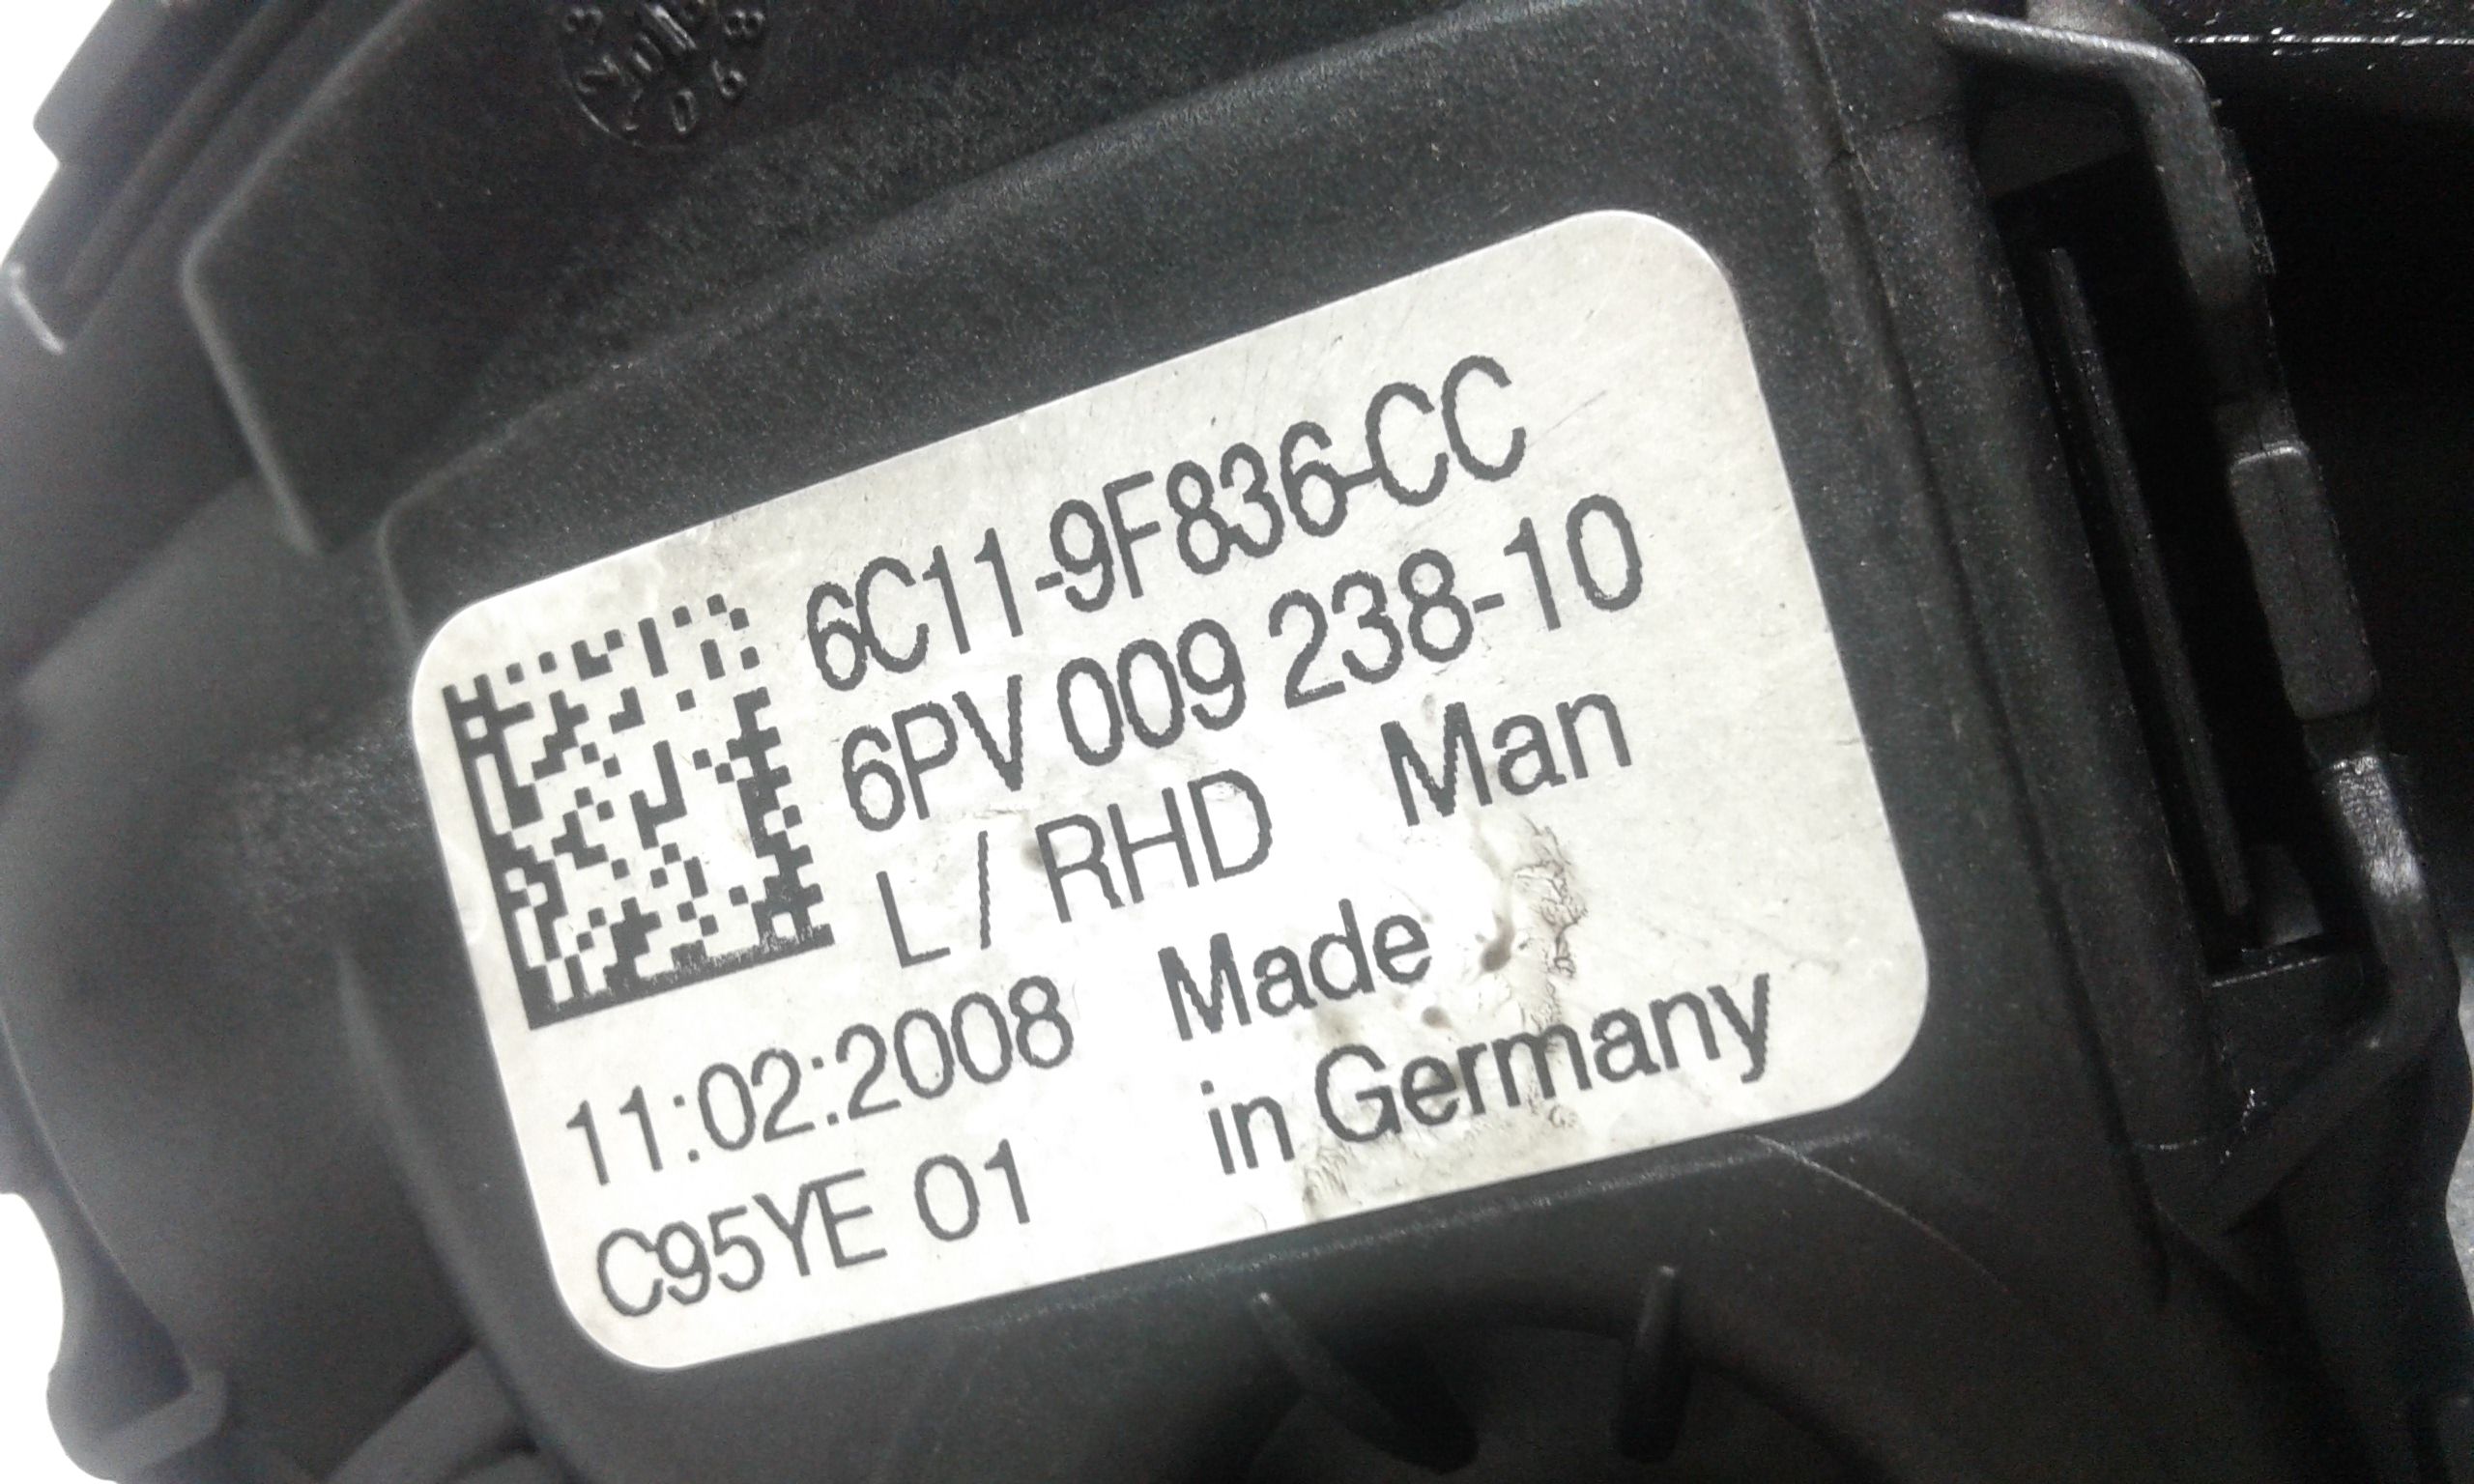 6C11-9F836-CC
6PV 009 238-10
L / RHD Man
11:02:2008 Made
in Germany
C95YE 01